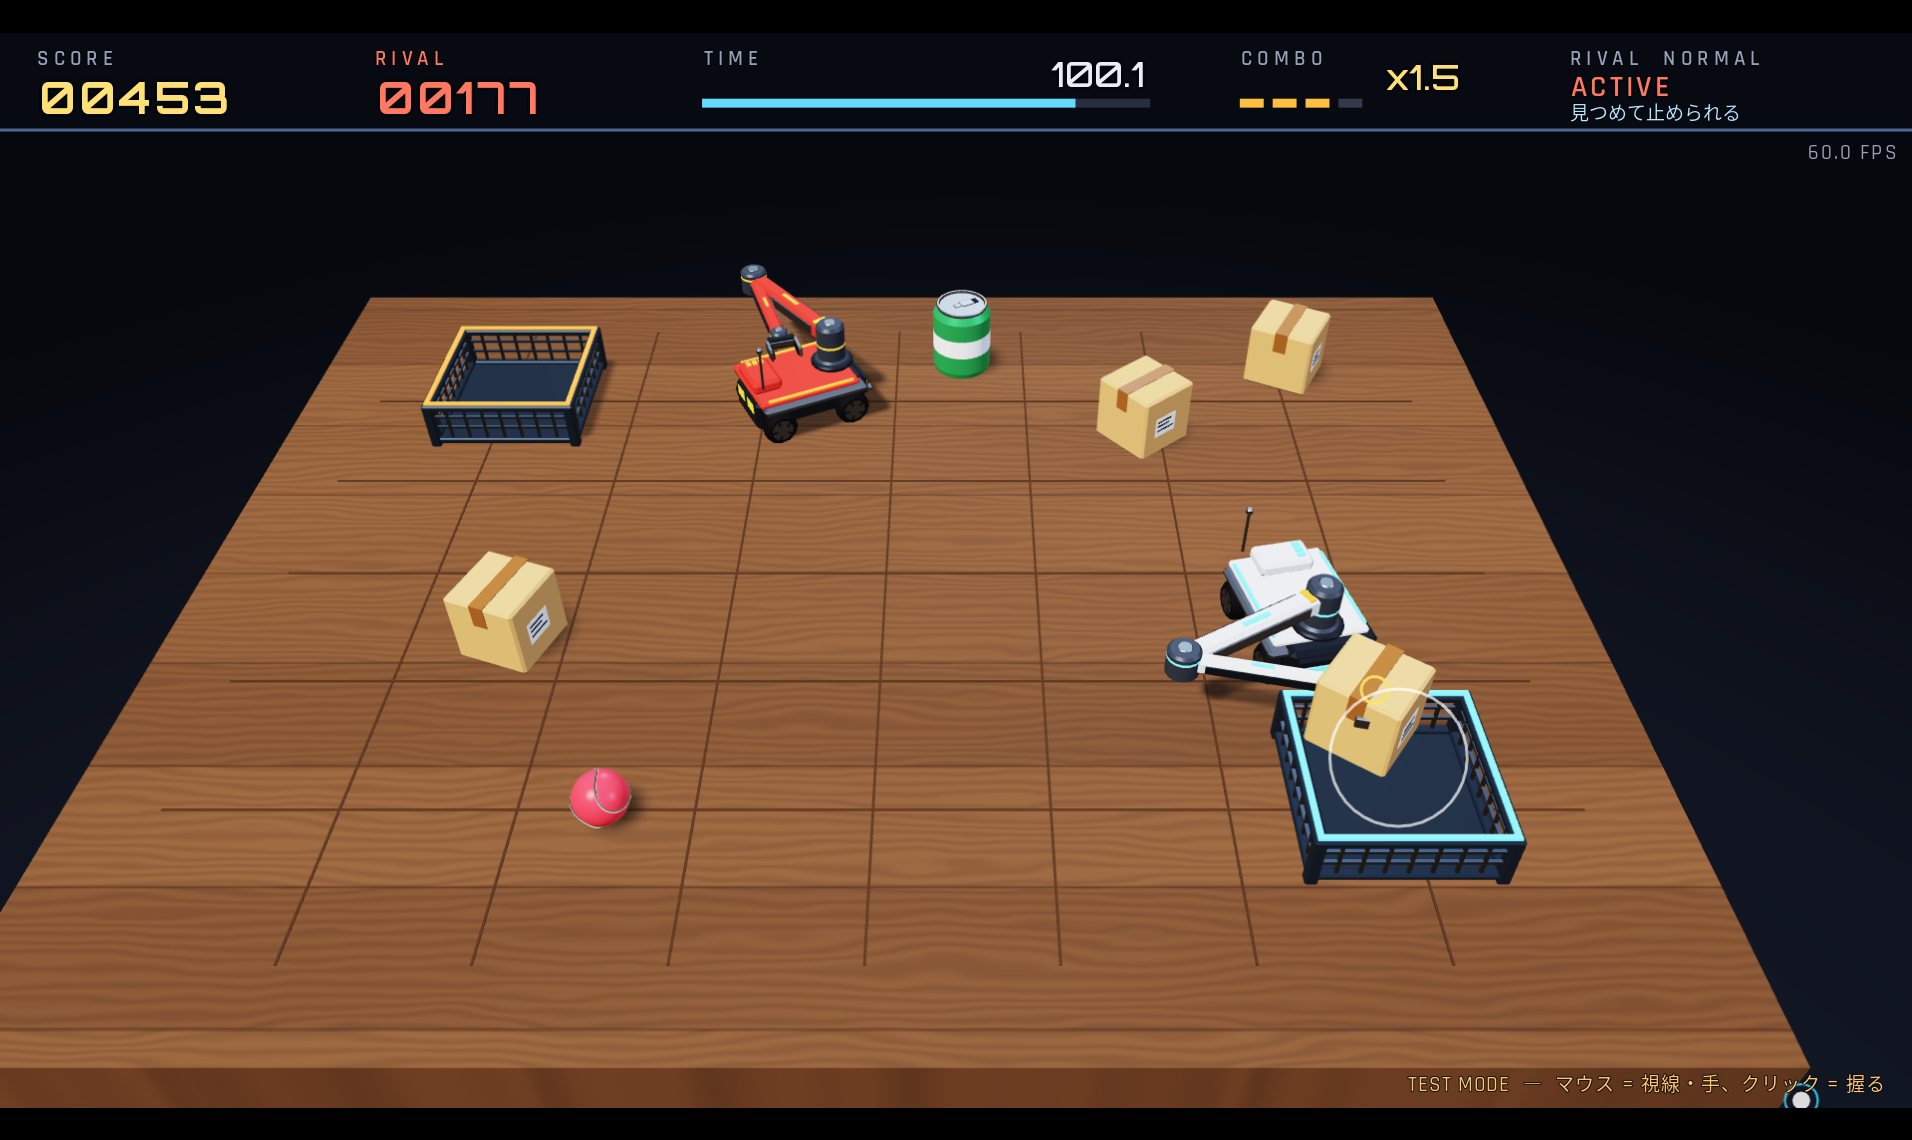 SCORE
00453
RIVAL
00177
TIME
100.1
COMBO
x1.5
RIVAL NORMAL
ACTIVE
見つめて止められる
60.0 FPS
TEST MODE — マウス = 視線・手、クリック = 握る